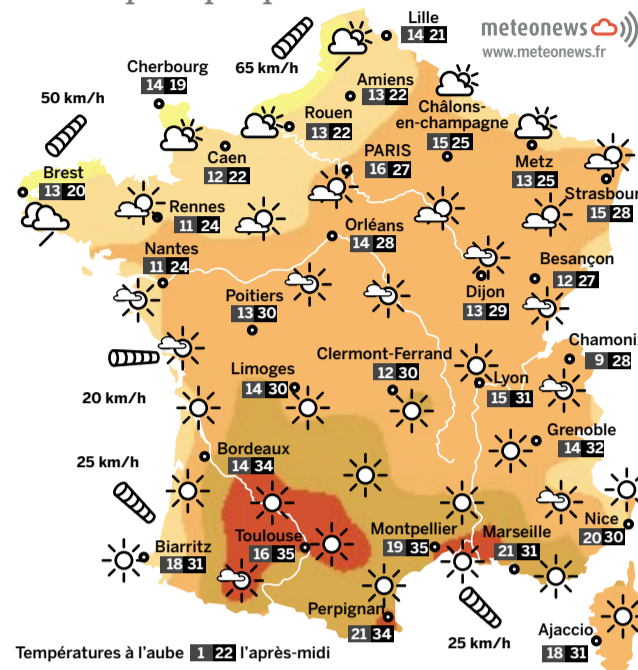 meteonews
www.meteonews.fr
Lille
14 21
65 km/h
Cherbourg
14 19
Amiens
13 22
50 km/h
Rouen
13 22
Châlons-
en-champagne
15 25
Caen
12 22
PARIS
16 27
Metz
13 25
Brest
13 20
Strasbour
15 28
Rennes
11 24
Orléans
14 28
Nantes
11 24
Besançon
12 27
Dijon
13 29
Poitiers
13 30
Chamonix
9 28
Clermont-Ferrand
12 30
Limoges
14 30
Lyon
15 31
20 km/h
Grenoble
14 32
Bordeaux
14 34
25 km/h
Nice
20 30
Toulouse
16 35
Montpellier
19 35
Marseille
21 31
Biarritz
18 31
Perpignan
21 34
25 km/h
Ajaccio
18 31
Températures à l'aube 1 22 l'après-midi